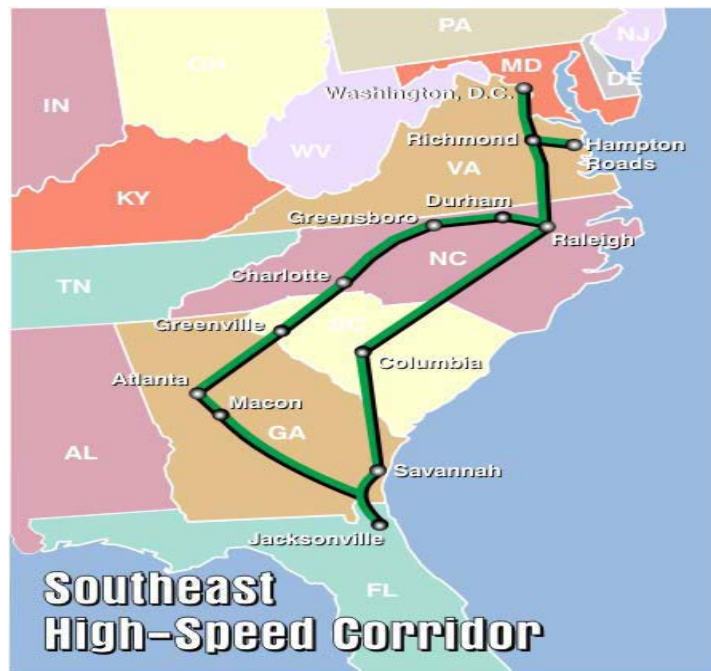 PA
NJ
OH
MD
DE
IN
Washington, D.C.
Richmond
Hampton
Roads
WV
VA
KY
Durham
Greensboro
Raleigh
NC
TN
Charlotte
Greenville
SC
Columbia
Atlanta
Macon
GA
AL
Savannah
Jacksonville
FL
Southeast
High-Speed Corridor